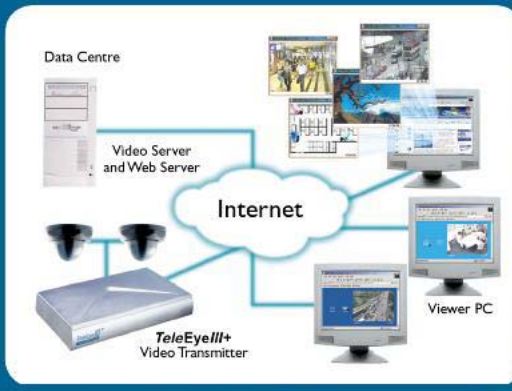 Data Centre
Video Server
and Web Server
Internet
TeleEyeIII+
Video Transmitter
Viewer PC